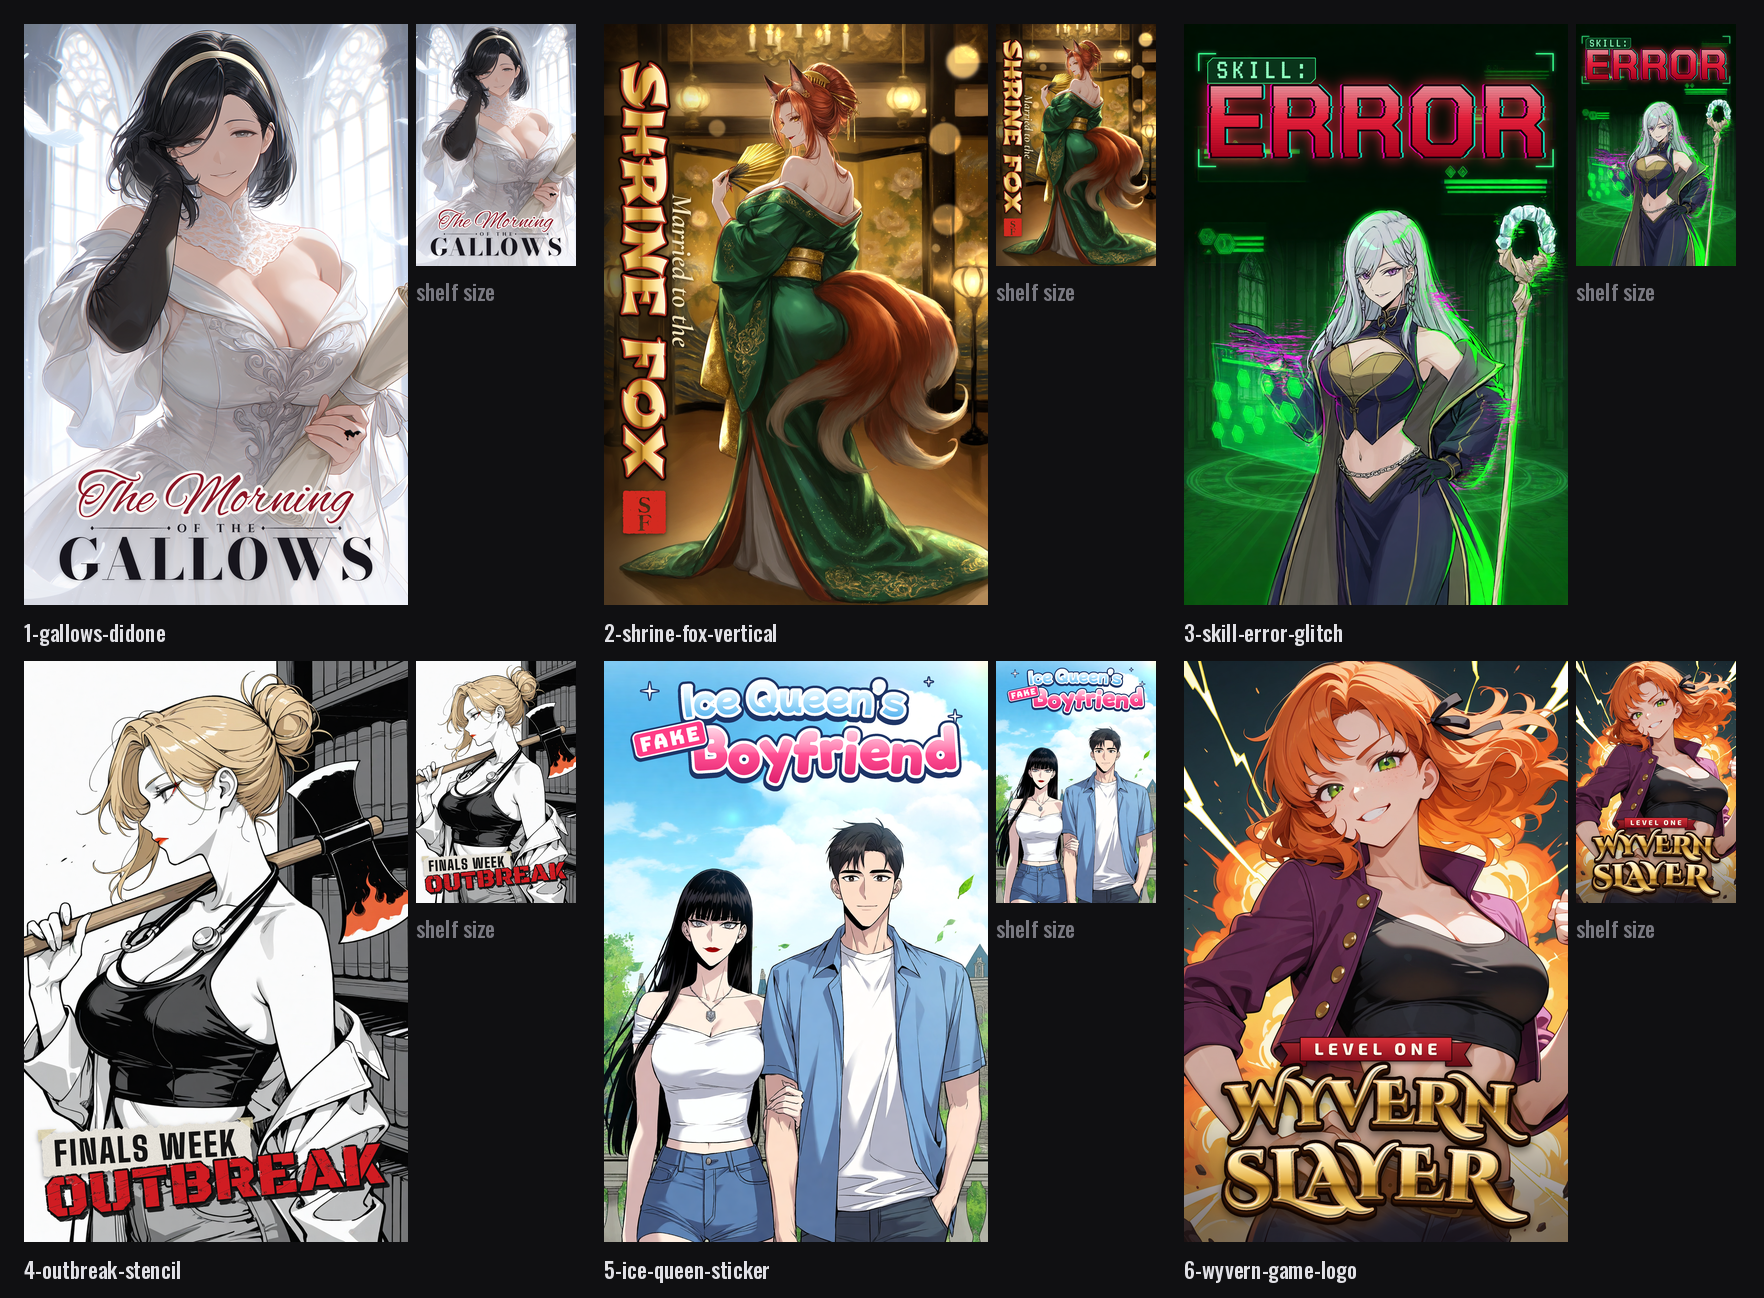 The Morning
OF THE
GALLOWS
The Morning
OF THE
GALLOWS
shelf size
1-gallows-didone
SHRINE FOX
Married to the
S
F
SHRINE FOX
Married to the
S
F
shelf size
2-shrine-fox-vertical
SKILL:
ERROR
SKILL:
ERROR
shelf size
3-skill-error-glitch
FINALS WEEK
OUTBREAK
FINALS WEEK
OUTBREAK
shelf size
4-outbreak-stencil
Ice Queen's
FAKE
Boyfriend
Ice Queen's
FAKE
Boyfriend
shelf size
5-ice-queen-sticker
LEVEL ONE
WYVERN
SLAYER
LEVEL ONE
WYVERN
SLAYER
shelf size
6-wyvern-game-logo